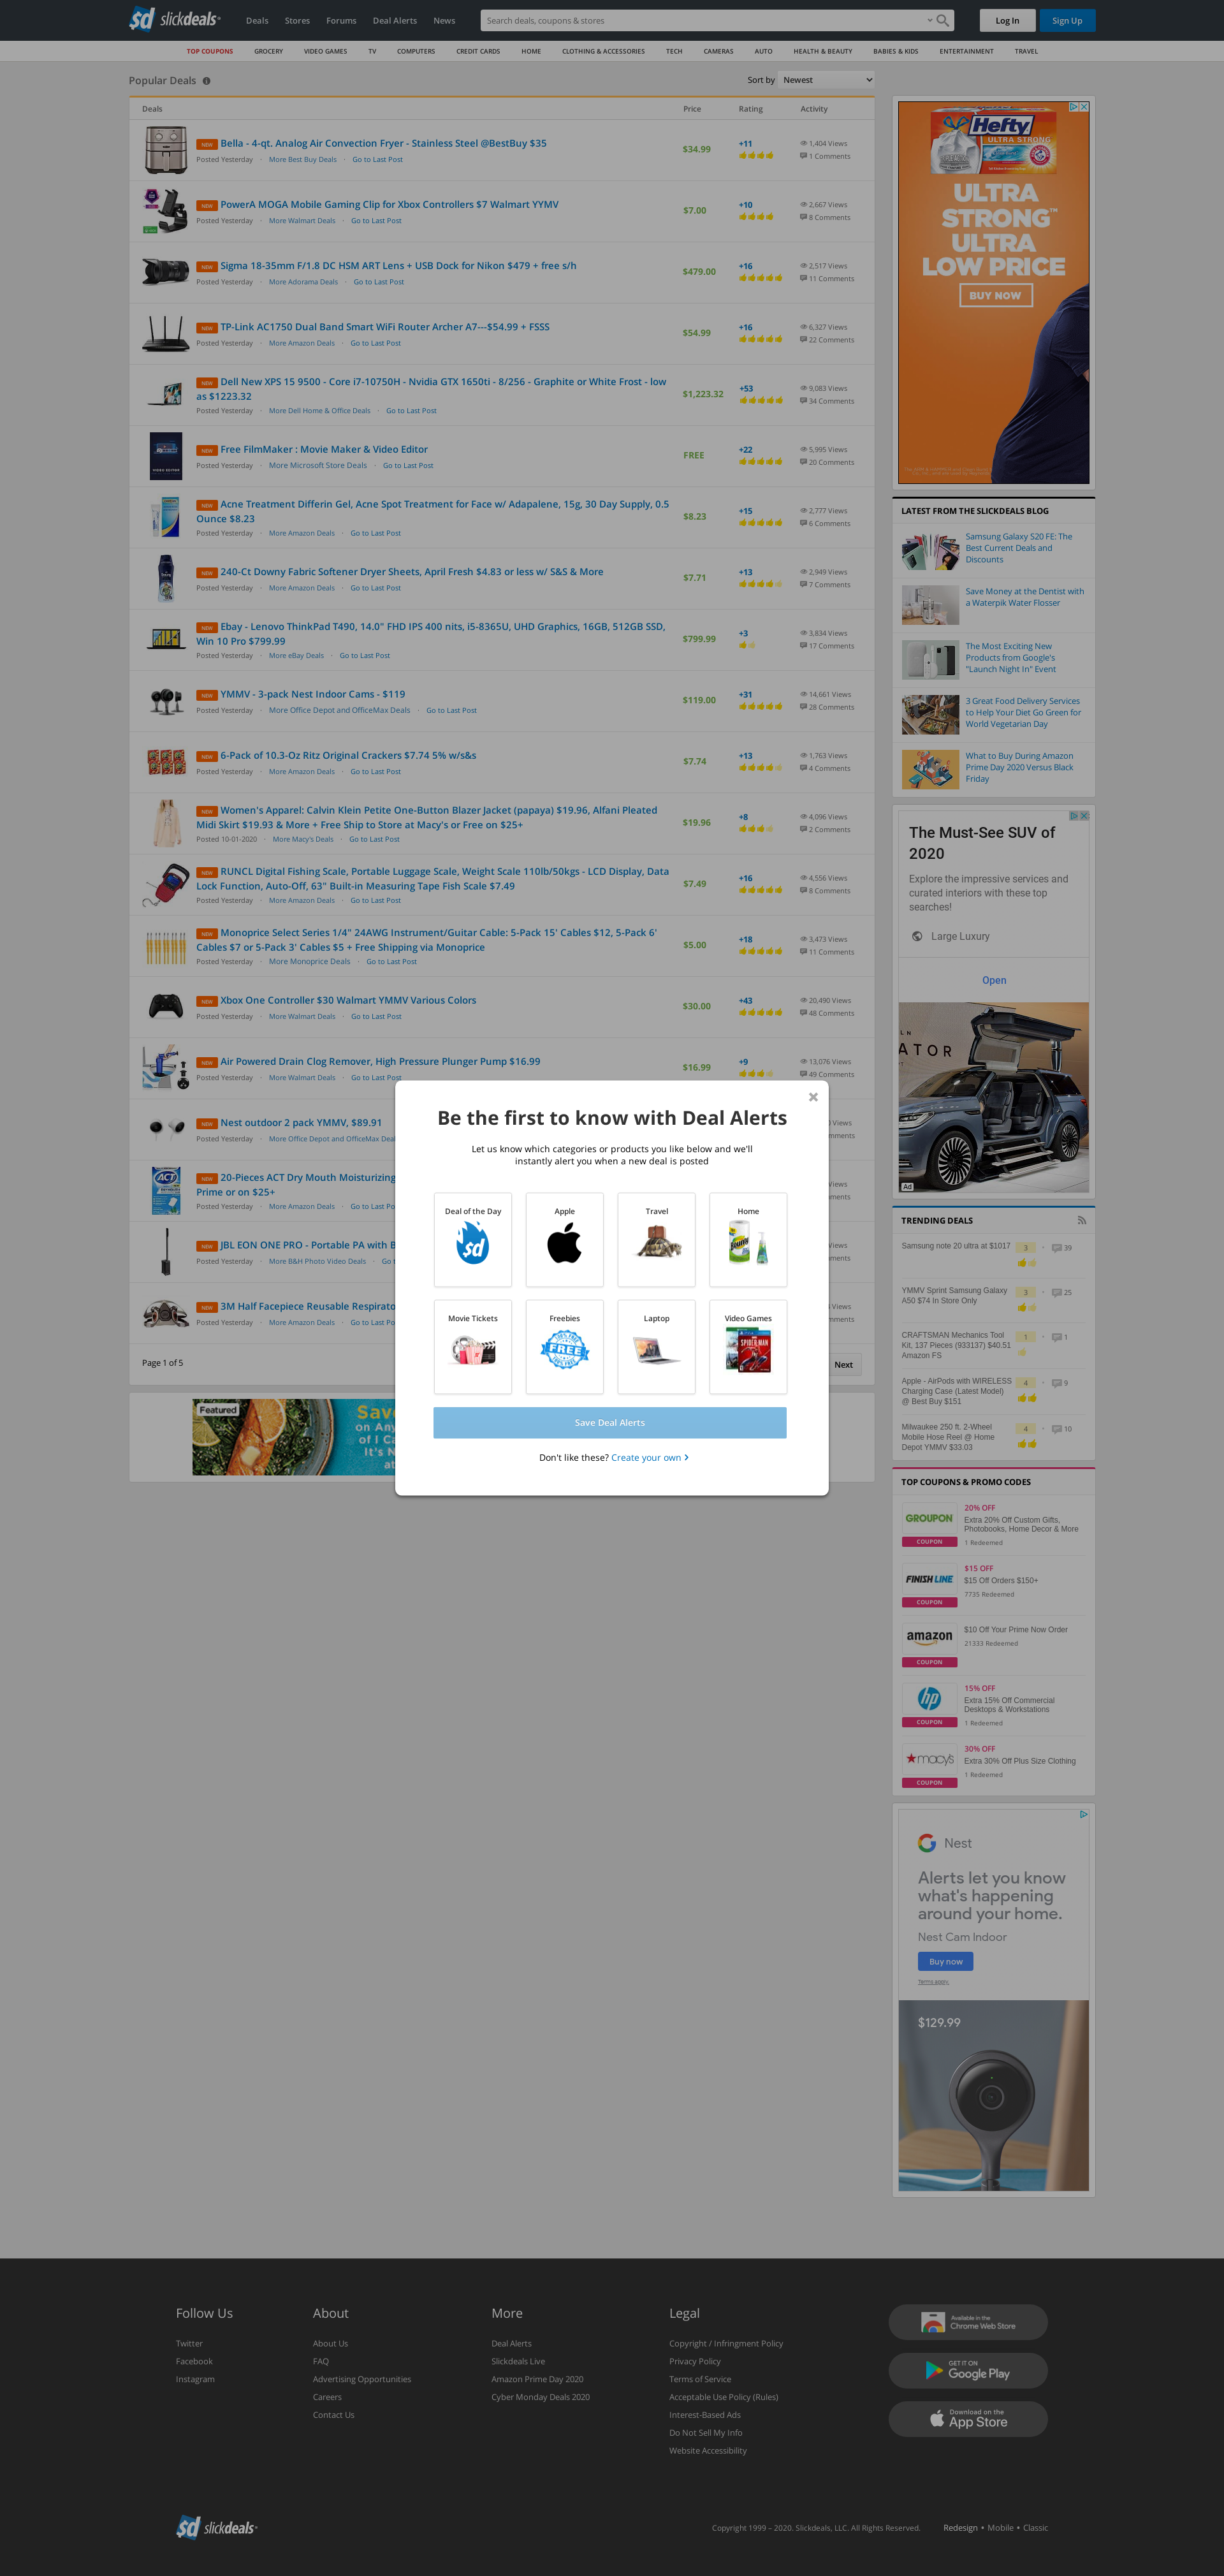 slickdeals
Deals Stores Forums Deal Alerts News
Search deals, coupons & stores
Log In Sign Up
TOP COUPONS GROCERY VIDEO GAMES TV COMPUTERS CREDIT CARDS HOME CLOTHING & ACCESSORIES TECH CAMERAS AUTO HEALTH & BEAUTY BABIES & KIDS ENTERTAINMENT TRAVEL
Popular Deals
Sort by Newest
Deals Price Rating Activity
NEW Bella - 4-qt. Analog Air Convection Fryer - Stainless Steel @BestBuy $35
Posted Yesterday · More Best Buy Deals · Go to Last Post
$34.99 +11 1,404 Views
1 Comments
NEW PowerA MOGA Mobile Gaming Clip for Xbox Controllers $7 Walmart YYMV
Posted Yesterday · More Walmart Deals · Go to Last Post
$7.00 +10 2,667 Views
8 Comments
NEW Sigma 18-35mm F/1.8 DC HSM ART Lens + USB Dock for Nikon $479 + free s/h
Posted Yesterday · More Adorama Deals · Go to Last Post
$479.00 +16 2,517 Views
11 Comments
NEW TP-Link AC1750 Dual Band Smart WiFi Router Archer A7---$54.99 + FSSS
Posted Yesterday · More Amazon Deals · Go to Last Post
$54.99 +16 6,327 Views
22 Comments
NEW Dell New XPS 15 9500 - Core i7-10750H - Nvidia GTX 1650ti - 8/256 - Graphite or White Frost - low
as $1223.32
Posted Yesterday · More Dell Home & Office Deals · Go to Last Post
$1,223.32 +53 9,083 Views
34 Comments
NEW Free FilmMaker : Movie Maker & Video Editor
Posted Yesterday · More Microsoft Store Deals · Go to Last Post
FREE +22 5,995 Views
20 Comments
NEW Acne Treatment Differin Gel, Acne Spot Treatment for Face w/ Adapalene, 15g, 30 Day Supply, 0.5
Ounce $8.23
Posted Yesterday · More Amazon Deals · Go to Last Post
$8.23 +15 2,777 Views
6 Comments
NEW 240-Ct Downy Fabric Softener Dryer Sheets, April Fresh $4.83 or less w/ S&S & More
Posted Yesterday · More Amazon Deals · Go to Last Post
$7.71 +13 2,949 Views
7 Comments
NEW Ebay - Lenovo ThinkPad T490, 14.0" FHD IPS 400 nits, i5-8365U, UHD Graphics, 16GB, 512GB SSD,
Win 10 Pro $799.99
Posted Yesterday · More eBay Deals · Go to Last Post
$799.99 +3 3,834 Views
17 Comments
NEW YMMV - 3-pack Nest Indoor Cams - $119
Posted Yesterday · More Office Depot and OfficeMax Deals · Go to Last Post
$119.00 +31 14,661 Views
28 Comments
NEW 6-Pack of 10.3-Oz Ritz Original Crackers $7.74 5% w/s&s
Posted Yesterday · More Amazon Deals · Go to Last Post
$7.74 +13 1,763 Views
4 Comments
NEW Women's Apparel: Calvin Klein Petite One-Button Blazer Jacket (papaya) $19.96, Alfani Pleated
Midi Skirt $19.93 & More + Free Ship to Store at Macy's or Free on $25+
Posted 10-01-2020 · More Macy's Deals · Go to Last Post
$19.96 +8 4,096 Views
2 Comments
NEW RUNCL Digital Fishing Scale, Portable Luggage Scale, Weight Scale 110lb/50kgs - LCD Display, Data
Lock Function, Auto-Off, 63" Built-in Measuring Tape Fish Scale $7.49
Posted Yesterday · More Amazon Deals · Go to Last Post
$7.49 +16 4,556 Views
8 Comments
NEW Monoprice Select Series 1/4" 24AWG Instrument/Guitar Cable: 5-Pack 15' Cables $12, 5-Pack 6'
Cables $7 or 5-Pack 3' Cables $5 + Free Shipping via Monoprice
Posted Yesterday · More Monoprice Deals · Go to Last Post
$5.00 +18 3,473 Views
11 Comments
NEW Xbox One Controller $30 Walmart YMMV Various Colors
Posted Yesterday · More Walmart Deals · Go to Last Post
$30.00 +43 20,490 Views
48 Comments
NEW Air Powered Drain Clog Remover, High Pressure Plunger Pump $16.99
Posted Yesterday · More Walmart Deals · Go to Last Post
$16.99 +9 13,076 Views
49 Comments
NEW Nest outdoor 2 pack YMMV, $89.91
Posted Yesterday · More Office Depot and OfficeMax Deal
Views
NEW 20-Pieces ACT Dry Mouth Moisturizing
Prime or on $25+
Posted Yesterday · More Amazon Deals · Go to Last Po
Views
NEW JBL EON ONE PRO - Portable PA with B
Posted Yesterday · More B&H Photo Video Deals · Go t
Views
NEW 3M Half Facepiece Reusable Respirato
Posted Yesterday · More Amazon Deals · Go to Last Po
Views
Page 1 of 5
Next
Featured
Be the first to know with Deal Alerts
Let us know which categories or products you like below and we'll
instantly alert you when a new deal is posted
Deal of the Day Apple Travel Home
Movie Tickets Freebies Laptop Video Games
FREE
Save Deal Alerts
Don't like these? Create your own
Hefty
ULTRA STRONG
ULTRA
STRONG™
ULTRA
LOW PRICE
BUY NOW
LATEST FROM THE SLICKDEALS BLOG
Samsung Galaxy S20 FE: The
Best Current Deals and
Discounts
Save Money at the Dentist with
a Waterpik Water Flosser
The Most Exciting New
Products from Google's
"Launch Night In" Event
3 Great Food Delivery Services
to Help Your Diet Go Green for
World Vegetarian Day
What to Buy During Amazon
Prime Day 2020 Versus Black
Friday
The Must-See SUV of
2020
Explore the impressive services and
curated interiors with these top
searches!
Large Luxury
Open
Ad
TRENDING DEALS
Samsung note 20 ultra at $1017 3 - 39
YMMV Sprint Samsung Galaxy
A50 $74 In Store Only 3 - 25
CRAFTSMAN Mechanics Tool
Kit, 137 Pieces (933137) $40.51
Amazon FS 1 - 1
Apple - AirPods with WIRELESS
Charging Case (Latest Model)
@ Best Buy $151 4 - 9
Milwaukee 250 ft. 2-Wheel
Mobile Hose Reel @ Home
Depot YMMV $33.03 4 - 10
TOP COUPONS & PROMO CODES
GROUPON
COUPON
20% OFF
Extra 20% Off Custom Gifts,
Photobooks, Home Decor & More
1 Redeemed
FINISH LINE
COUPON
$15 OFF
$15 Off Orders $150+
7735 Redeemed
amazon
COUPON
$10 Off Your Prime Now Order
21333 Redeemed
hp
COUPON
15% OFF
Extra 15% Off Commercial
Desktops & Workstations
1 Redeemed
macy's
COUPON
30% OFF
Extra 30% Off Plus Size Clothing
1 Redeemed
Nest
Alerts let you know
what's happening
around your home.
Nest Cam Indoor
Buy now
Terms apply.
$129.99
Follow Us About More Legal
Twitter
Facebook
Instagram
About Us
FAQ
Advertising Opportunities
Careers
Contact Us
Deal Alerts
Slickdeals Live
Amazon Prime Day 2020
Cyber Monday Deals 2020
Copyright / Infringment Policy
Privacy Policy
Terms of Service
Acceptable Use Policy (Rules)
Interest-Based Ads
Do Not Sell My Info
Website Accessibility
Available in the
Chrome Web Store
GET IT ON
Google Play
Download on the
App Store
slickdeals
Copyright 1999 – 2020. Slickdeals, LLC. All Rights Reserved. Redesign • Mobile • Classic